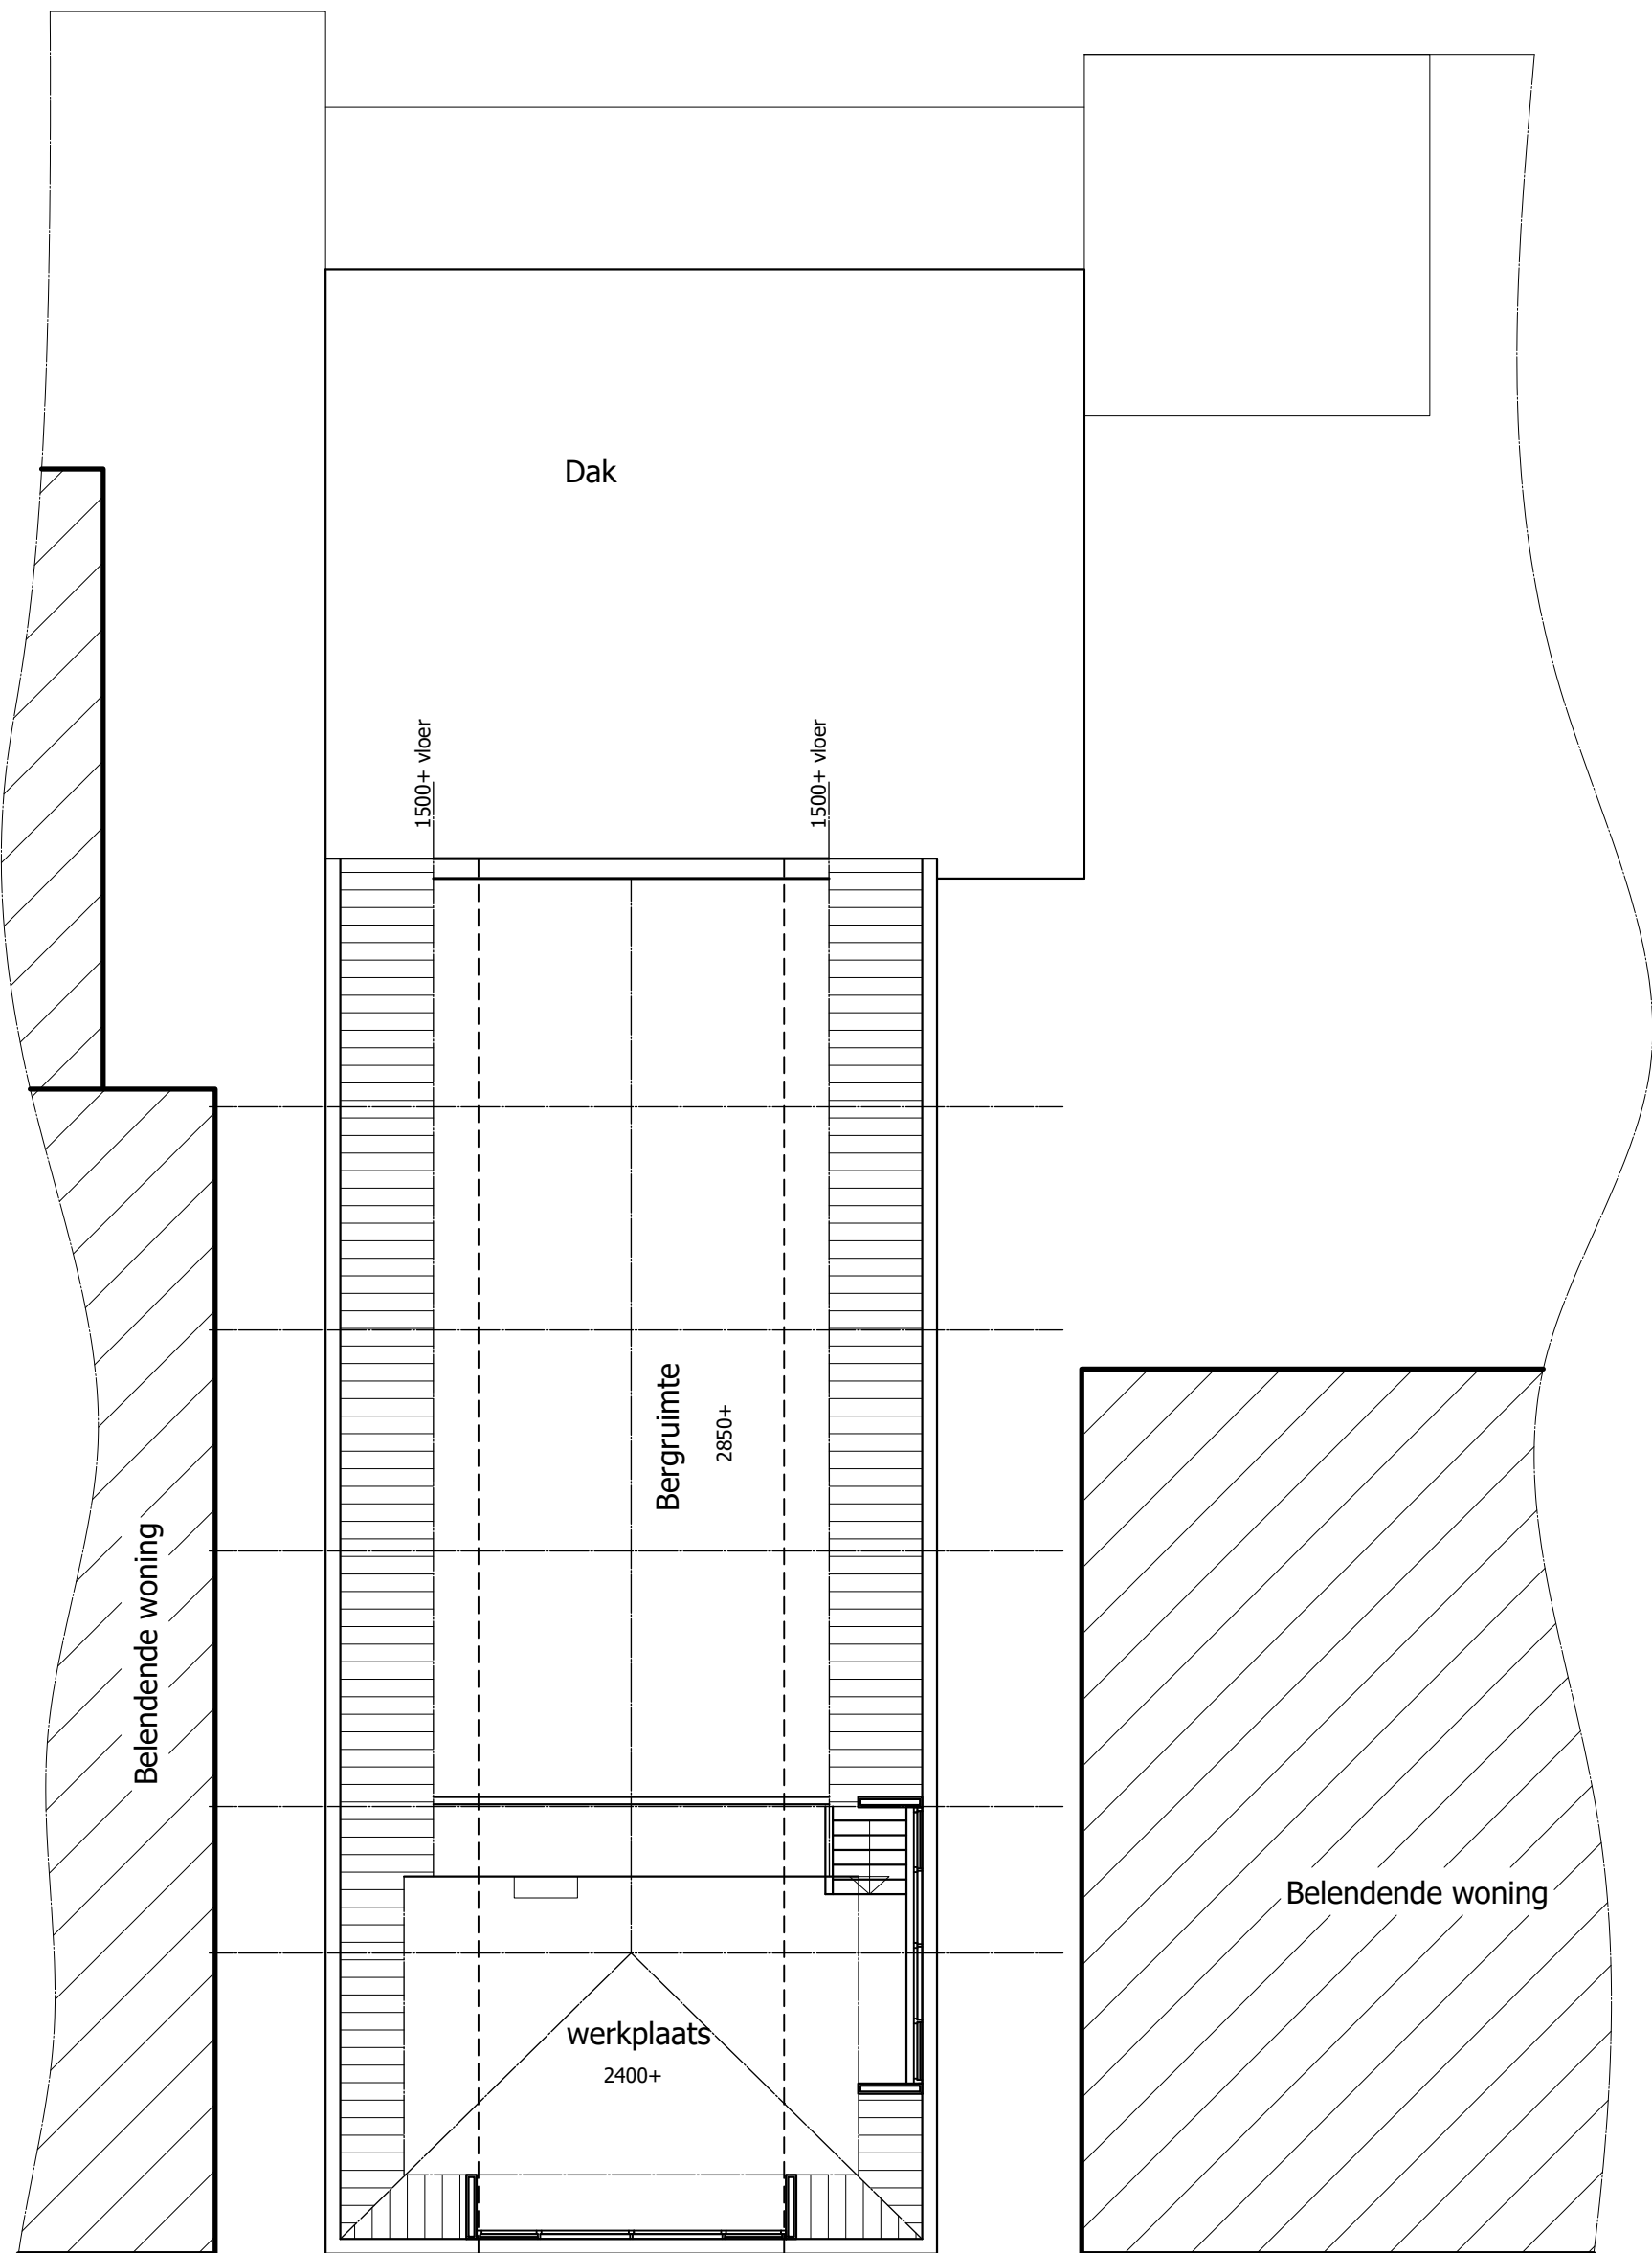 Dak
1500+ vloer
1500+ vloer
Bergruimte
2850+
Belendende woning
Belendende woning
werkplaats
2400+